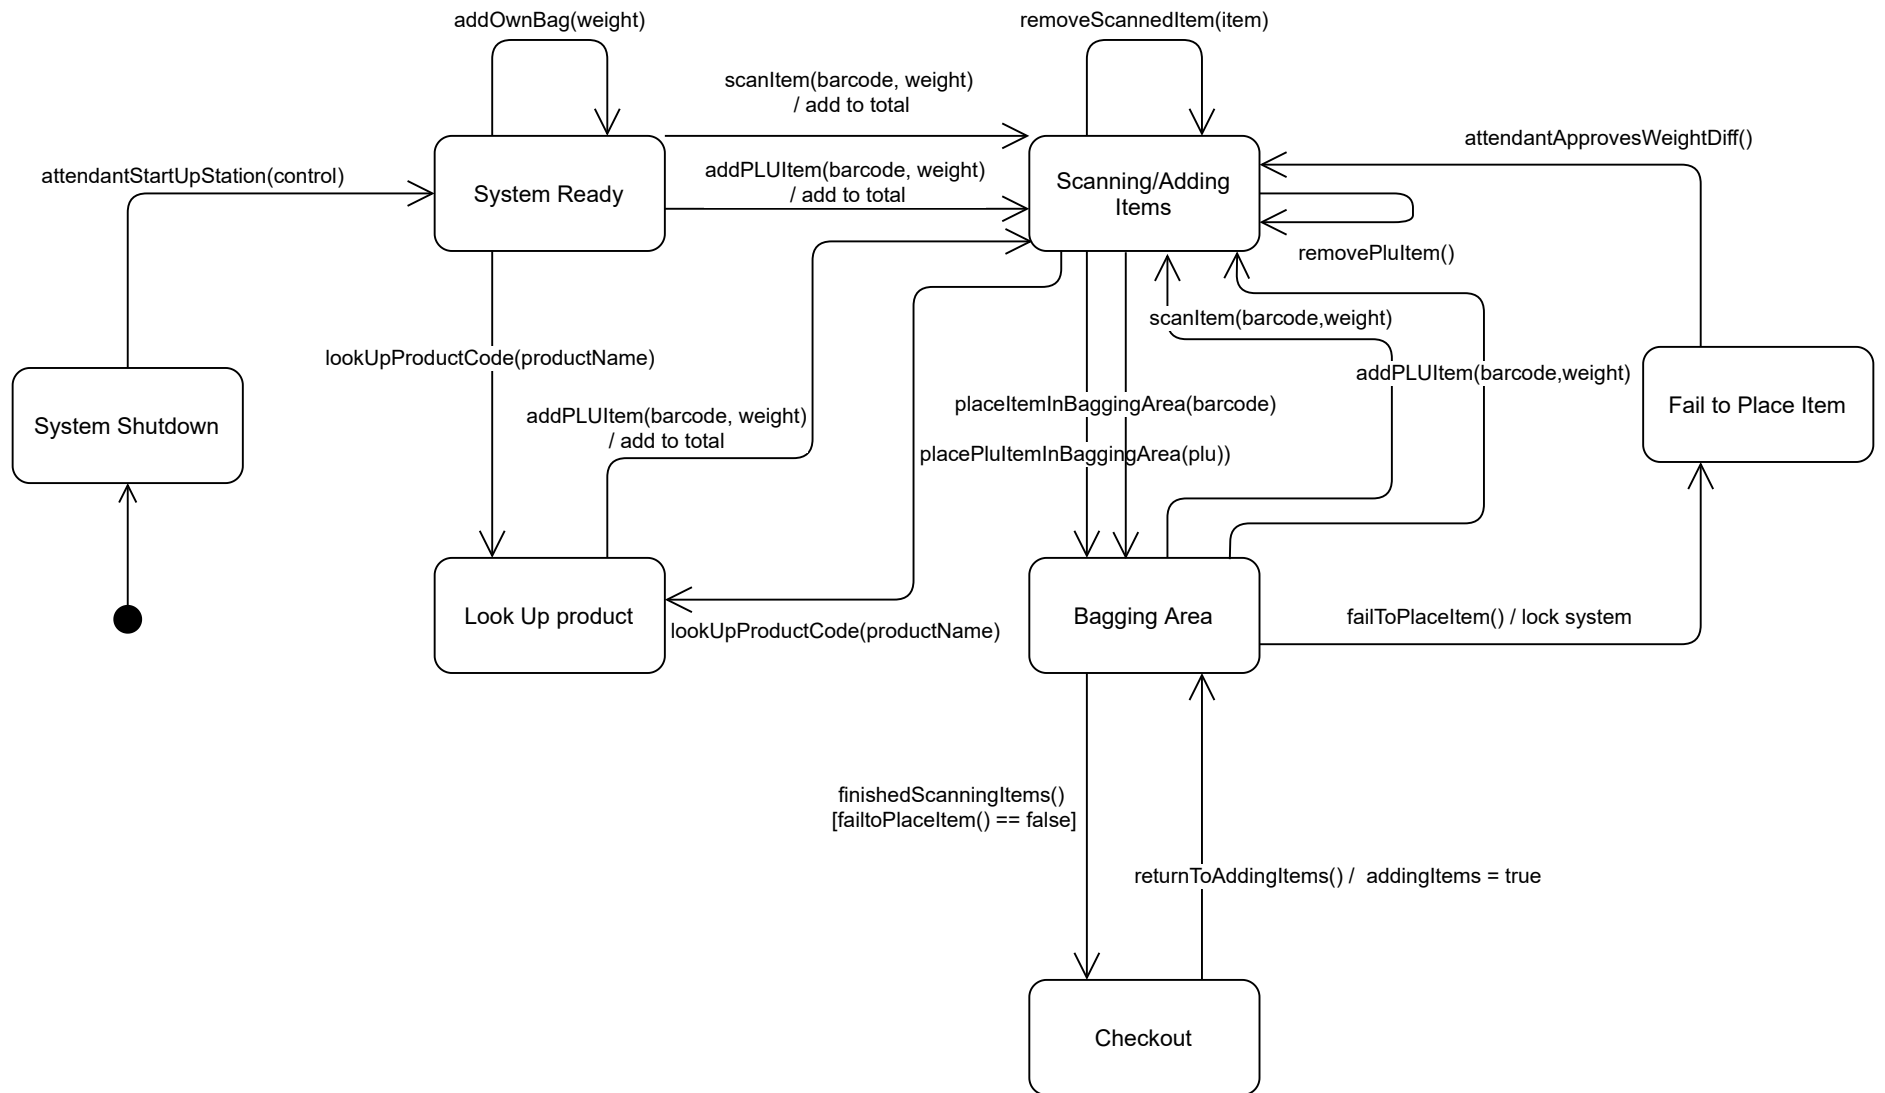 addOwnBag(weight)
removeScannedItem(item)
scanItem(barcode, weight)
/ add to total
attendantApprovesWeightDiff()
attendantStartUpStation(control)
System Ready
addPLUItem(barcode, weight)
/ add to total
Scanning/Adding
Items
removePluItem()
scanItem(barcode,weight)
lookUpProductCode(productName)
addPLUItem(barcode,weight)
System Shutdown
addPLUItem(barcode, weight)
/ add to total
placeItemInBaggingArea(barcode)
Fail to Place Item
placePluItemInBaggingArea(plu))
Look Up product
lookUpProductCode(productName)
Bagging Area
failToPlaceItem() / lock system
finishedScanningItems()
[failtoPlaceItem() == false]
returnToAddingItems() /  addingItems = true
Checkout